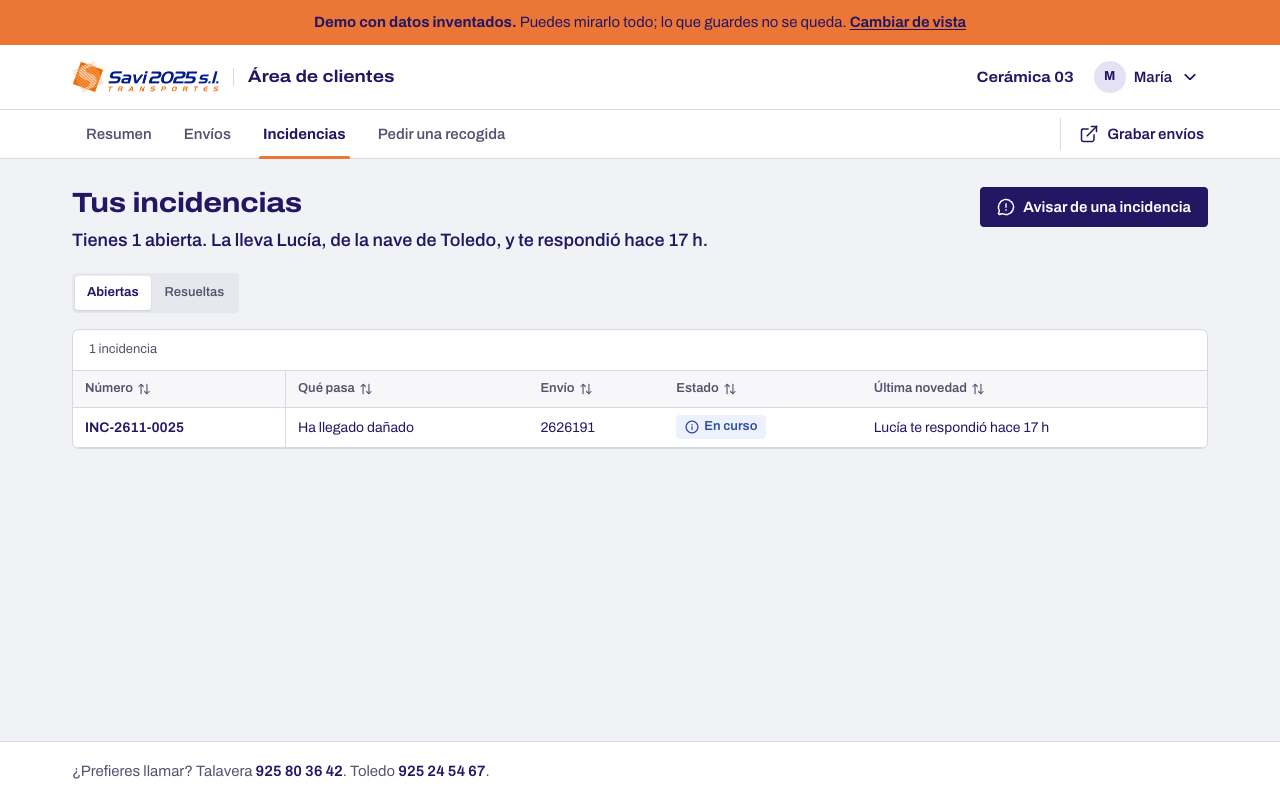 Demo con datos inventados. Puedes mirarlo todo; lo que guardes no se queda. Cambiar de vista
Savi 2025 s.l.
TRANSPORTES
Área de clientes
Cerámica 03
M
María
Resumen
Envíos
Incidencias
Pedir una recogida
Grabar envíos
Tus incidencias
Avisar de una incidencia
Tienes 1 abierta. La lleva Lucía, de la nave de Toledo, y te respondió hace 17 h.
Abiertas
Resueltas
1 incidencia
Número
Qué pasa
Envío
Estado
Última novedad
INC-2611-0025
Ha llegado dañado
2626191
En curso
Lucía te respondió hace 17 h
¿Prefieres llamar? Talavera 925 80 36 42. Toledo 925 24 54 67.